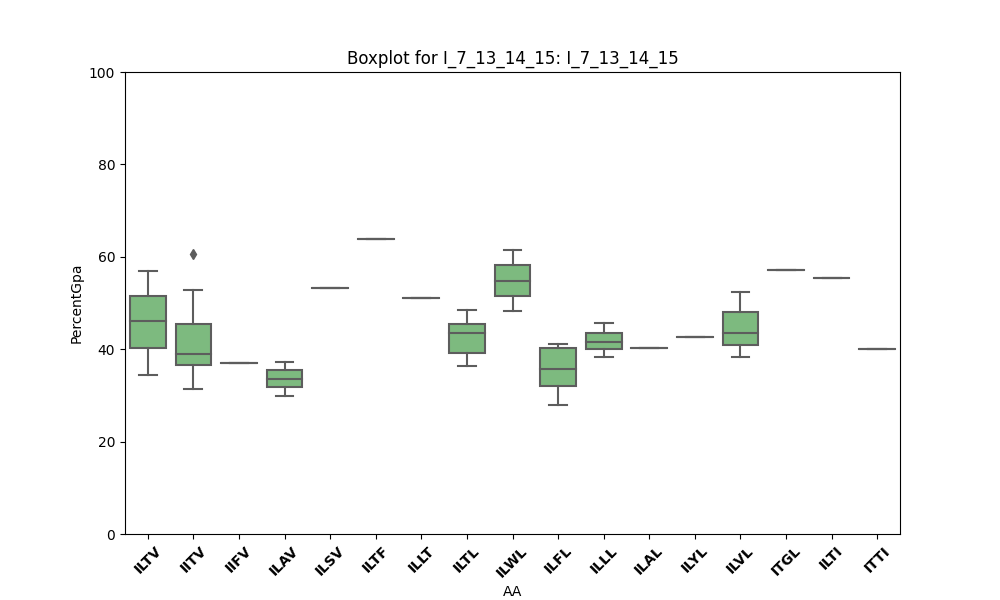 Boxplot for I_7_13_14_15: I_7_13_14_15
100
80
60
40
20
0
PercentGpa
ILTV IITV IIFV ILAV ILSV ILTF ILLT ILTL ILWL ILFL ILLL ILAL ILYL ILVL ITGL ILTI ITTI
AA